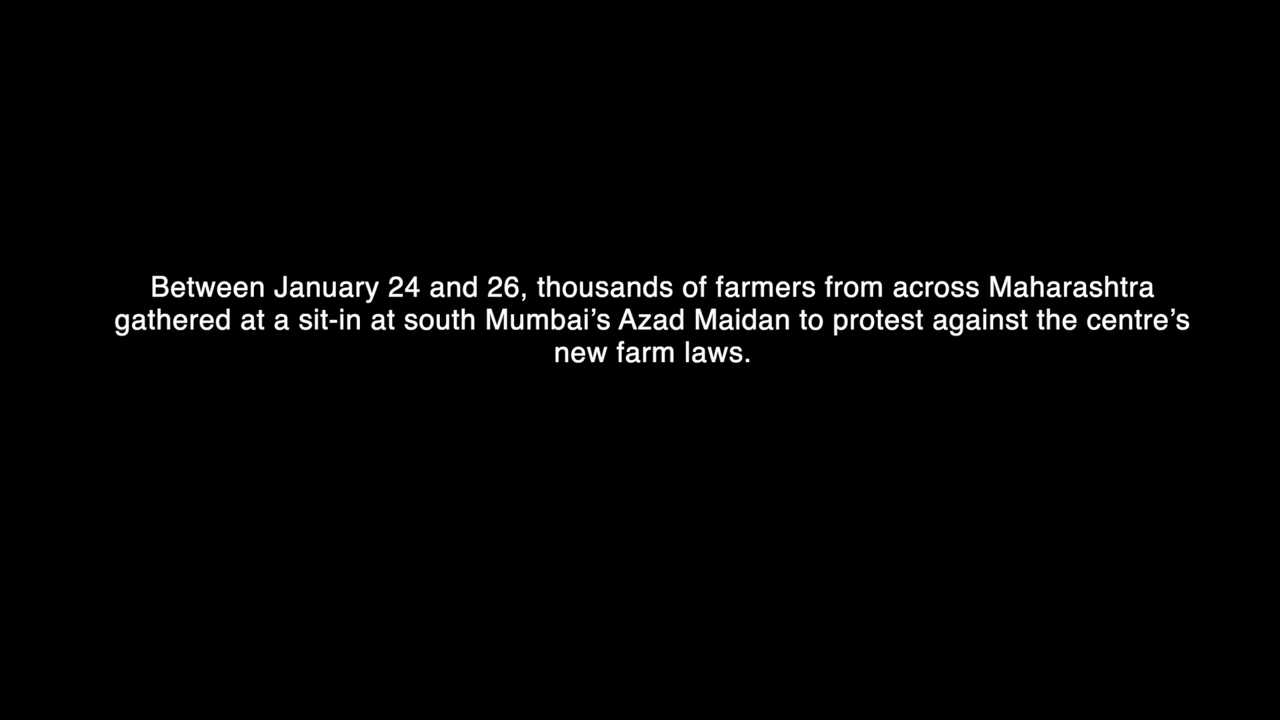 Between January 24 and 26, thousands of farmers from across Maharashtra
gathered at a sit-in at south Mumbai’s Azad Maidan to protest against the centre’s
new farm laws.